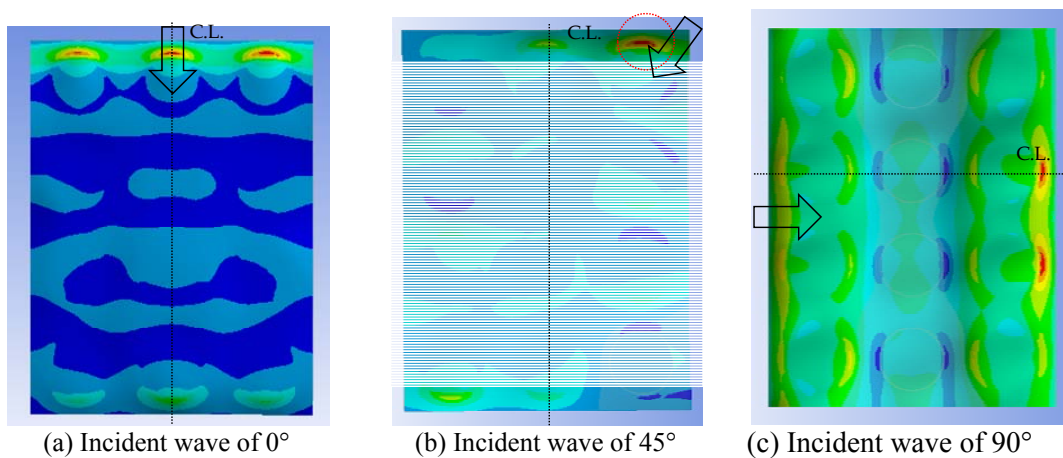 C.L.
C.L.
C.L.
(a) Incident wave of 0°
(b) Incident wave of 45°
(c) Incident wave of 90°